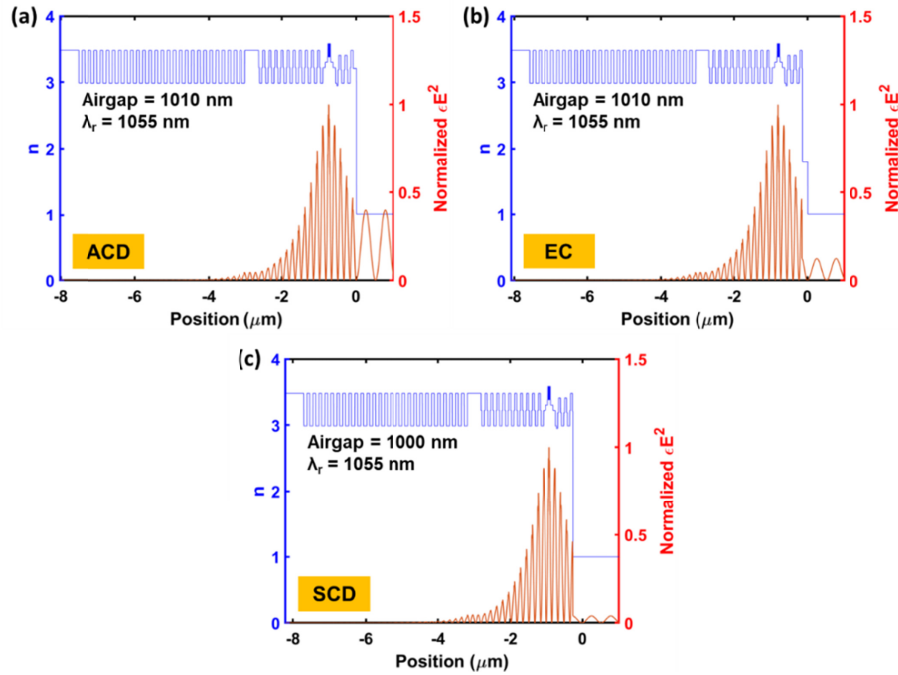 (a)
4
3
2
1
0
n
1.5
1
0.5
0
Normalized ϵE²
Airgap = 1010 nm
λr = 1055 nm
ACD
-8
-6
-4
-2
0
Position (μm)
(b)
4
3
2
1
0
n
1.5
1
0.5
0
Normalized ϵE²
Airgap = 1010 nm
λr = 1055 nm
EC
-8
-6
-4
-2
0
Position (μm)
(c)
4
3
2
1
0
n
1.5
1
0.5
0
Normalized ϵE²
Airgap = 1000 nm
λr = 1055 nm
SCD
-8
-6
-4
-2
0
Position (μm)